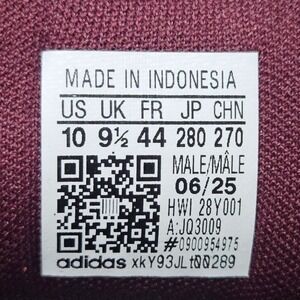 MADE IN INDONESIA
US UK FR JP CHN
10 9½ 44 280 270
MALE/MÂLE
06/25
HWI 28Y001
A:JQ3009
#0900954975
adidas xkY93JLt00289